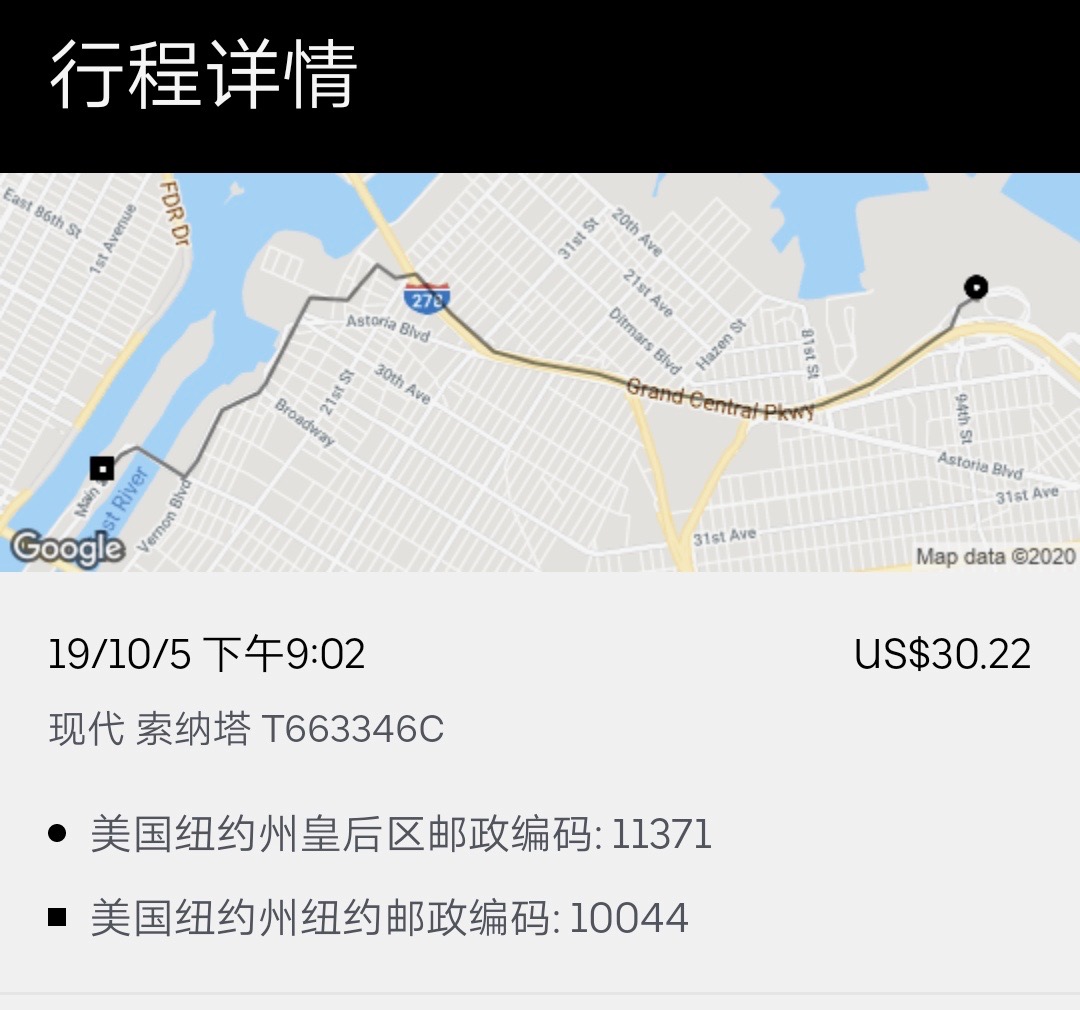 行程详情
East 86th St
1st Avenue
FDR Dr
31st St
20th Ave
21st Ave
278
Astoria Blvd
Ditmars Blvd
Hazen St
81st St
30th Ave
21st St
Broadway
Grand Central Pkwy
94th St
Astoria Blvd
31st Ave
Main
Vernon Blvd
31st Ave
River
Google
Map data ©2020
19/10/5 下午9:02
US$30.22
现代 索纳塔 T663346C
美国纽约州皇后区邮政编码: 11371
美国纽约州纽约邮政编码: 10044